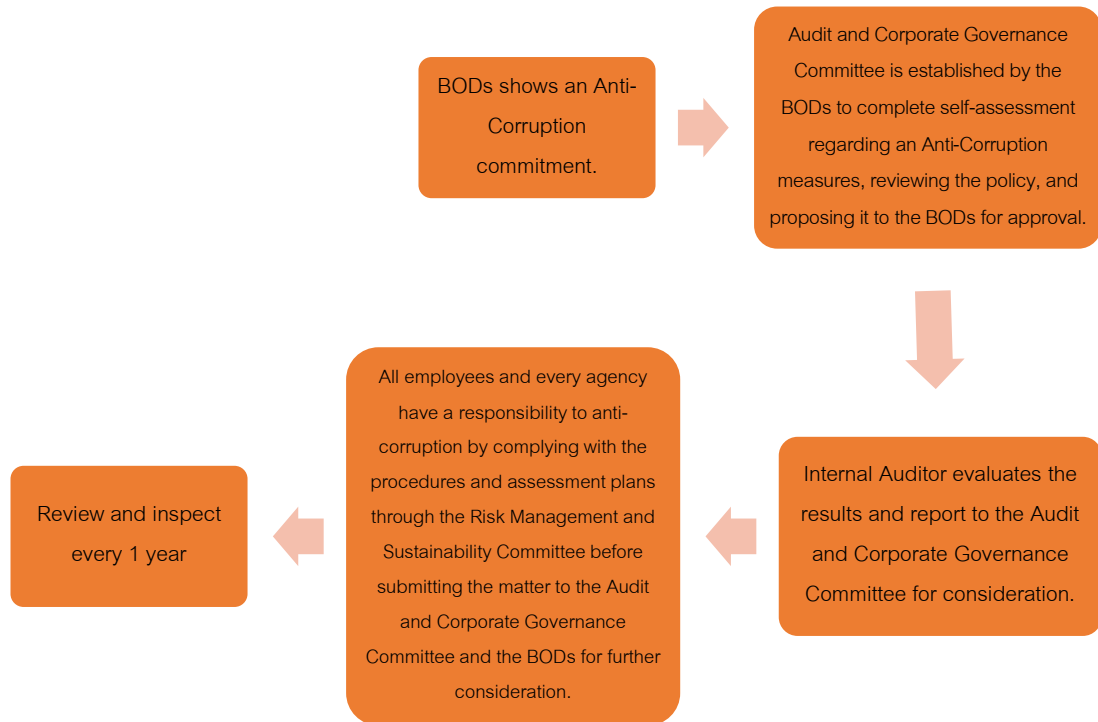 BODs shows an Anti-
Corruption
commitment.
Audit and Corporate Governance
Committee is established by the
BODs to complete self-assessment
regarding an Anti-Corruption
measures, reviewing the policy, and
proposing it to the BODs for approval.
Internal Auditor evaluates the
results and report to the Audit
and Corporate Governance
Committee for consideration.
All employees and every agency
have a responsibility to anti-
corruption by complying with the
procedures and assessment plans
through the Risk Management and
Sustainability Committee before
submitting the matter to the Audit
and Corporate Governance
Committee and the BODs for further
consideration.
Review and inspect
every 1 year